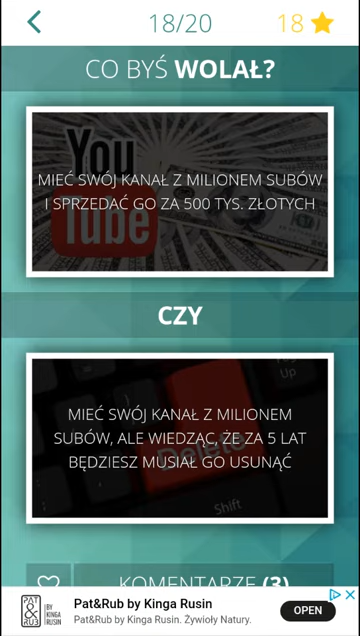 18/20
18
CO BYŚ WOLAŁ?
You
Tube
MIEĆ SWÓJ KANAŁ Z MILIONEM SUBÓW
I SPRZEDAĆ GO ZA 500 TYS. ZŁOTYCH
CZY
Up
MIEĆ SWÓJ KANAŁ Z MILIONEM
SUBÓW, ALE WIEDZĄC, ŻE ZA 5 LAT
BĘDZIESZ MUSIAŁ GO USUNĄĆ
Delete
Shift
KOMENTARZE (3)
PAT
&
RUB
BY
KINGA
RUSIN
Pat&Rub by Kinga Rusin
Pat&Rub by Kinga Rusin. Żywioły Natury.
OPEN